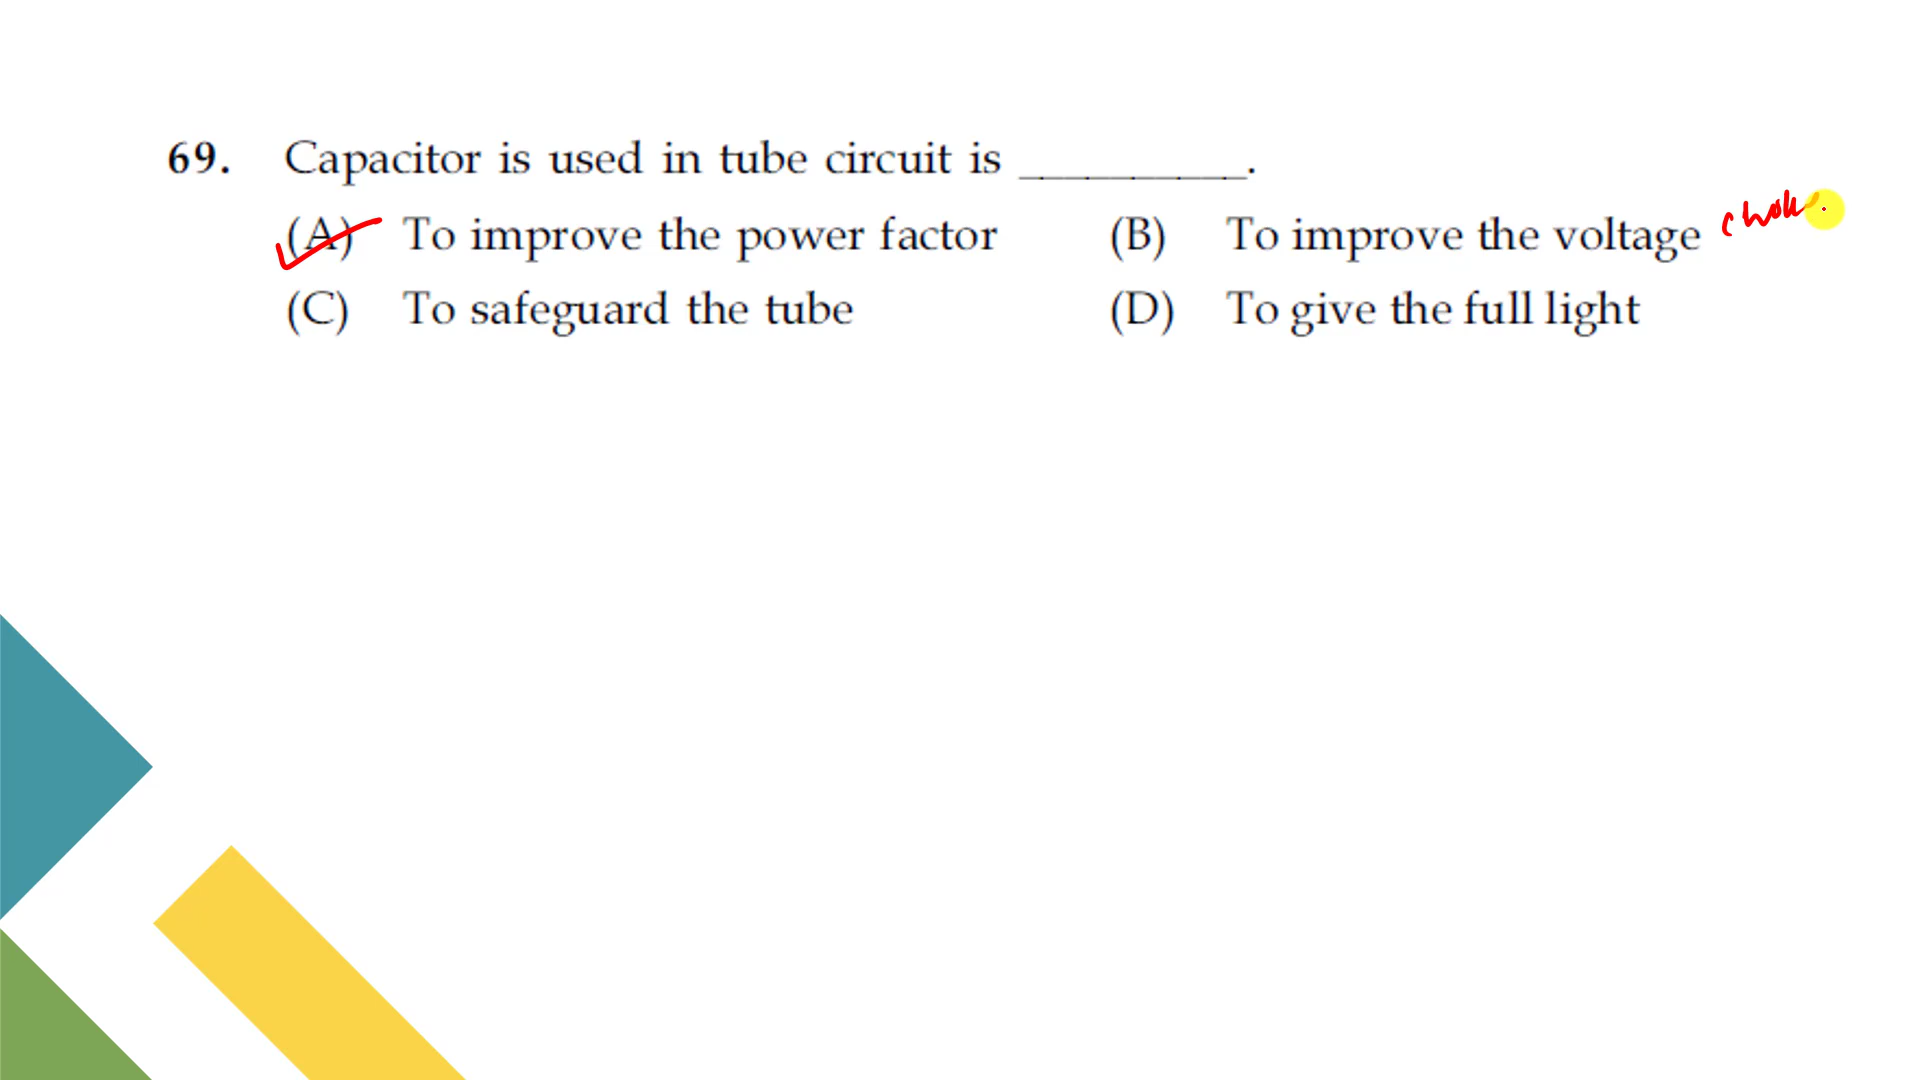 69. Capacitor is used in tube circuit is __________.
(A) To improve the power factor (B) To improve the voltage choke
(C) To safeguard the tube (D) To give the full light